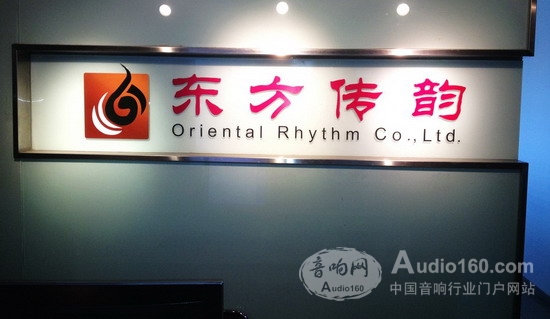 东方传韵
Oriental Rhythm Co.,Ltd.
音响网
Audio160
Audio160.com
中国音响行业门户网站